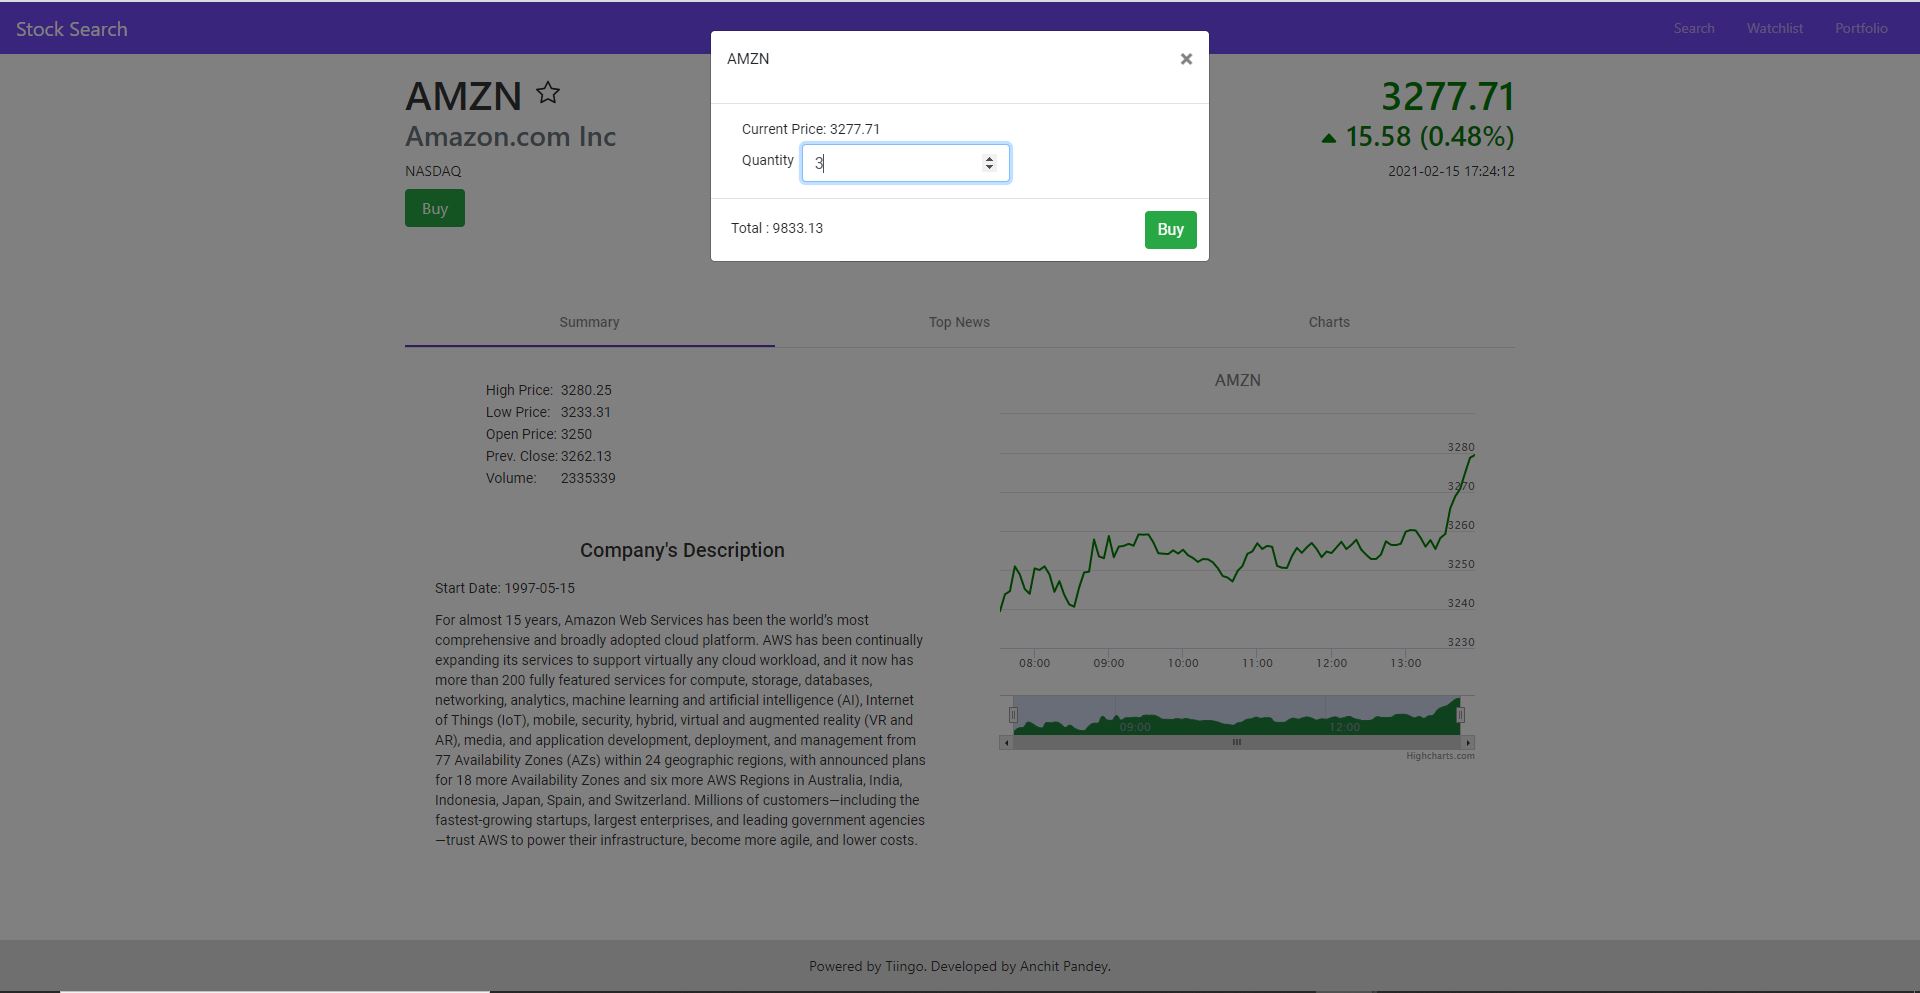 Stock Search
Search
Watchlist
Portfolio
AMZN
×
Current Price: 3277.71
Quantity 3
Total : 9833.13
Buy
AMZN
Amazon.com Inc
NASDAQ
Buy
3277.71
15.58 (0.48%)
2021-02-15 17:24:12
Summary
Top News
Charts
High Price: 3280.25
Low Price: 3233.31
Open Price: 3250
Prev. Close: 3262.13
Volume: 2335339
Company's Description
Start Date: 1997-05-15
For almost 15 years, Amazon Web Services has been the world's most
comprehensive and broadly adopted cloud platform. AWS has been continually
expanding its services to support virtually any cloud workload, and it now has
more than 200 fully featured services for compute, storage, databases,
networking, analytics, machine learning and artificial intelligence (AI), Internet
of Things (IoT), mobile, security, hybrid, virtual and augmented reality (VR and
AR), media, and application development, deployment, and management from
77 Availability Zones (AZs) within 24 geographic regions, with announced plans
for 18 more Availability Zones and six more AWS Regions in Australia, India,
Indonesia, Japan, Spain, and Switzerland. Millions of customers—including the
fastest-growing startups, largest enterprises, and leading government agencies
—trust AWS to power their infrastructure, become more agile, and lower costs.
AMZN
3280
3270
3260
3250
3240
3230
08:00 09:00 10:00 11:00 12:00 13:00
09:00 12:00
Highcharts.com
Powered by Tiingo. Developed by Anchit Pandey.